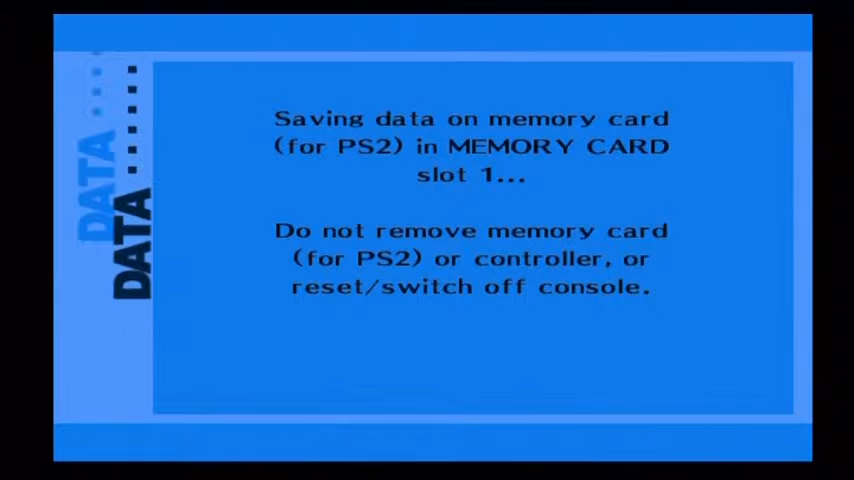 DATA......
DATA......
Saving data on memory card
(for PS2) in MEMORY CARD
slot 1...
Do not remove memory card
(for PS2) or controller, or
reset/switch off console.